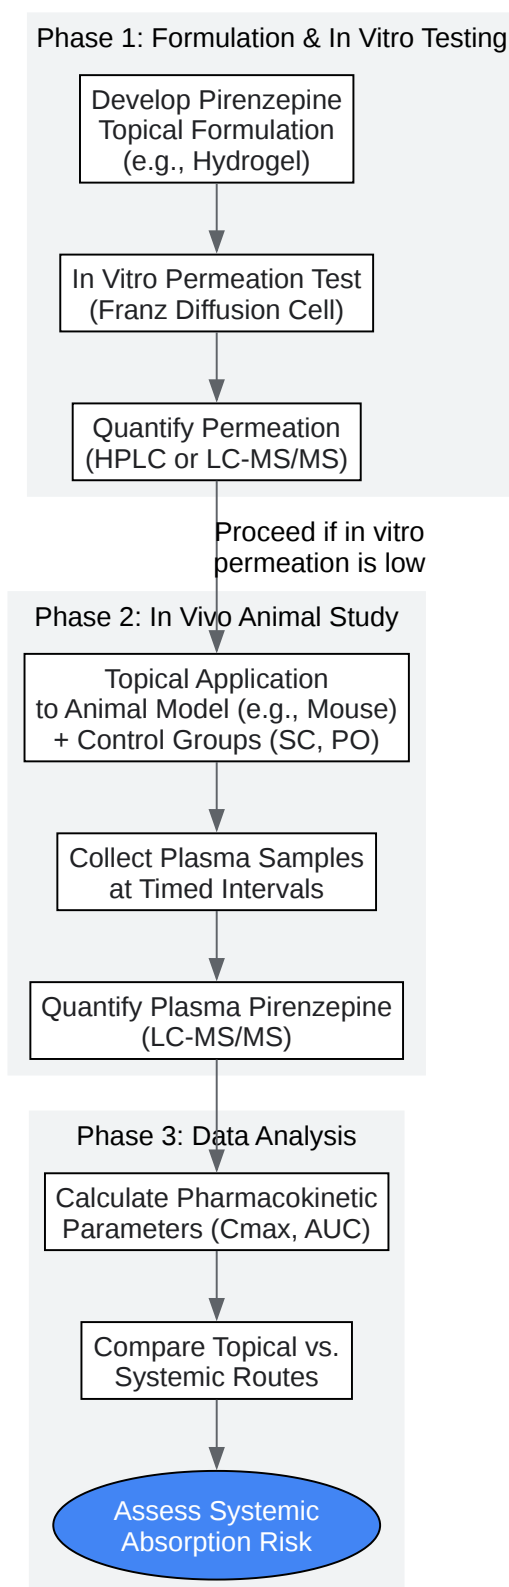 Phase 1: Formulation & In Vitro Testing
Develop Pirenzepine
Topical Formulation
(e.g., Hydrogel)
In Vitro Permeation Test
(Franz Diffusion Cell)
Quantify Permeation
(HPLC or LC-MS/MS)
Proceed if in vitro
permeation is low
Phase 2: In Vivo Animal Study
Topical Application
to Animal Model (e.g., Mouse)
+ Control Groups (SC, PO)
Collect Plasma Samples
at Timed Intervals
Quantify Plasma Pirenzepine
(LC-MS/MS)
Phase 3: Data Analysis
Calculate Pharmacokinetic
Parameters (Cmax, AUC)
Compare Topical vs.
Systemic Routes
Assess Systemic
Absorption Risk